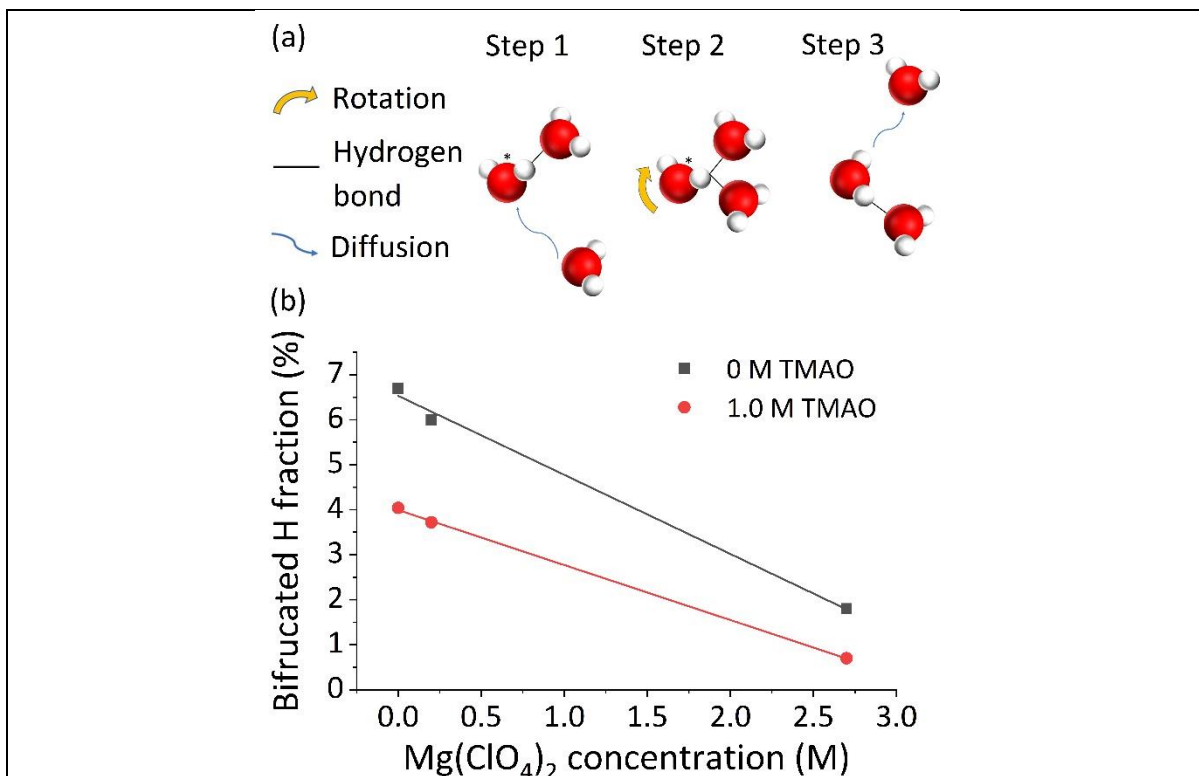 (a)
Step 1 Step 2 Step 3
Rotation
Hydrogen
bond
Diffusion
*
*
(b)
Bifrucated H fraction (%)
7
6
5
4
3
2
1
0
0 M TMAO
1.0 M TMAO
0.0 0.5 1.0 1.5 2.0 2.5 3.0
Mg(ClO₄)₂ concentration (M)